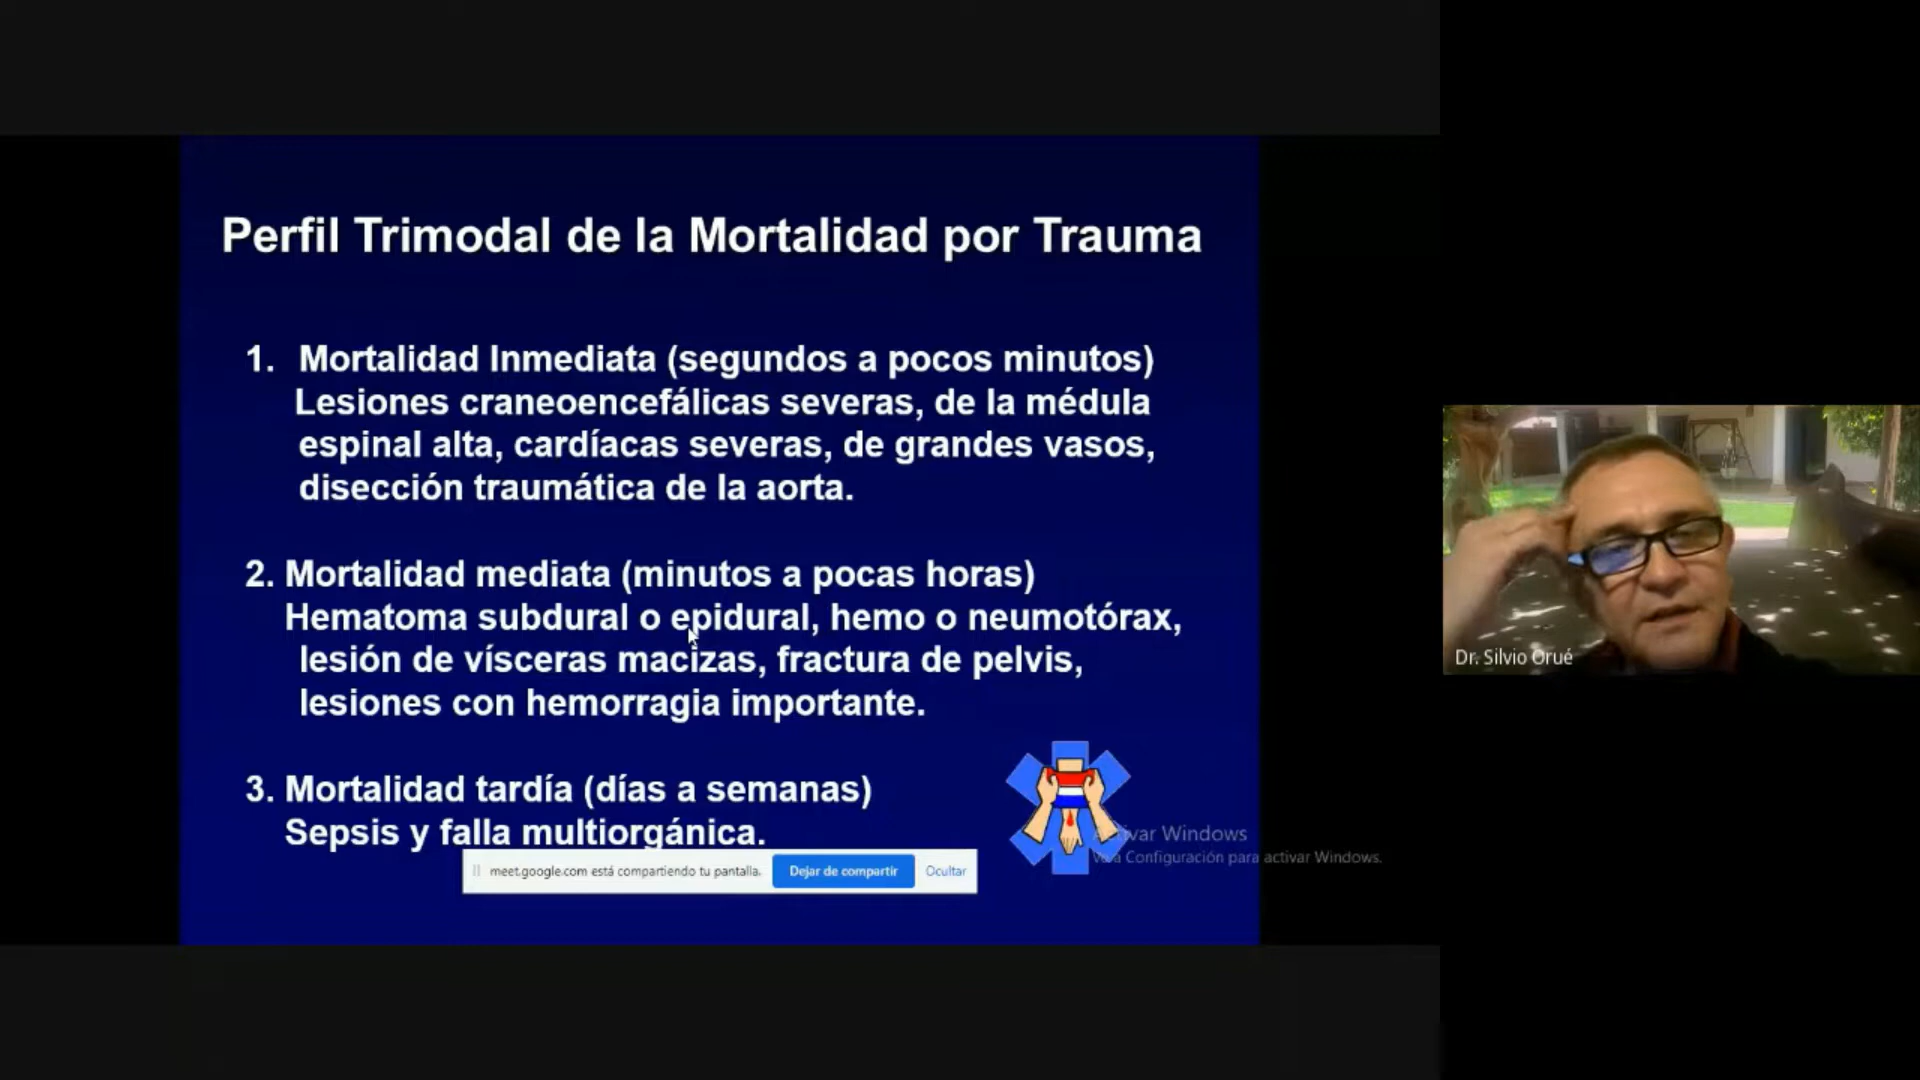 Perfil Trimodal de la Mortalidad por Trauma
1. Mortalidad Inmediata (segundos a pocos minutos)
Lesiones craneoencefálicas severas, de la médula
espinal alta, cardíacas severas, de grandes vasos,
disección traumática de la aorta.
2. Mortalidad mediata (minutos a pocas horas)
Hematoma subdural o epidural, hemo o neumotórax,
lesión de vísceras macizas, fractura de pelvis,
lesiones con hemorragia importante.
3. Mortalidad tardía (días a semanas)
Sepsis y falla multiorgánica.
meet.google.com está compartiendo tu pantalla.
Dejar de compartir
Ocultar
Activar Windows
Ve a Configuración para activar Windows.
Dr. Silvio Orué